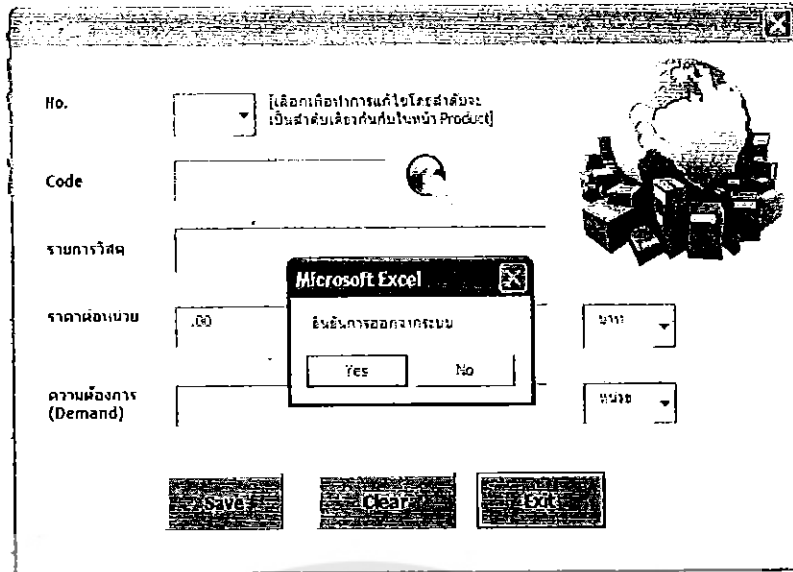 No.
[เลือกเพื่อทำการแก้ไขโดยลำดับจะ
เป็นลำดับเดียวกันกับในหน้า Product]
Code
รายการวัสดุ
Microsoft Excel
ราคาต่อหน่วย
.00
ยืนยันการออกจากระบบ
บาท
Yes
No
ความต้องการ
(Demand)
หน่วย
Save
Clear
Exit